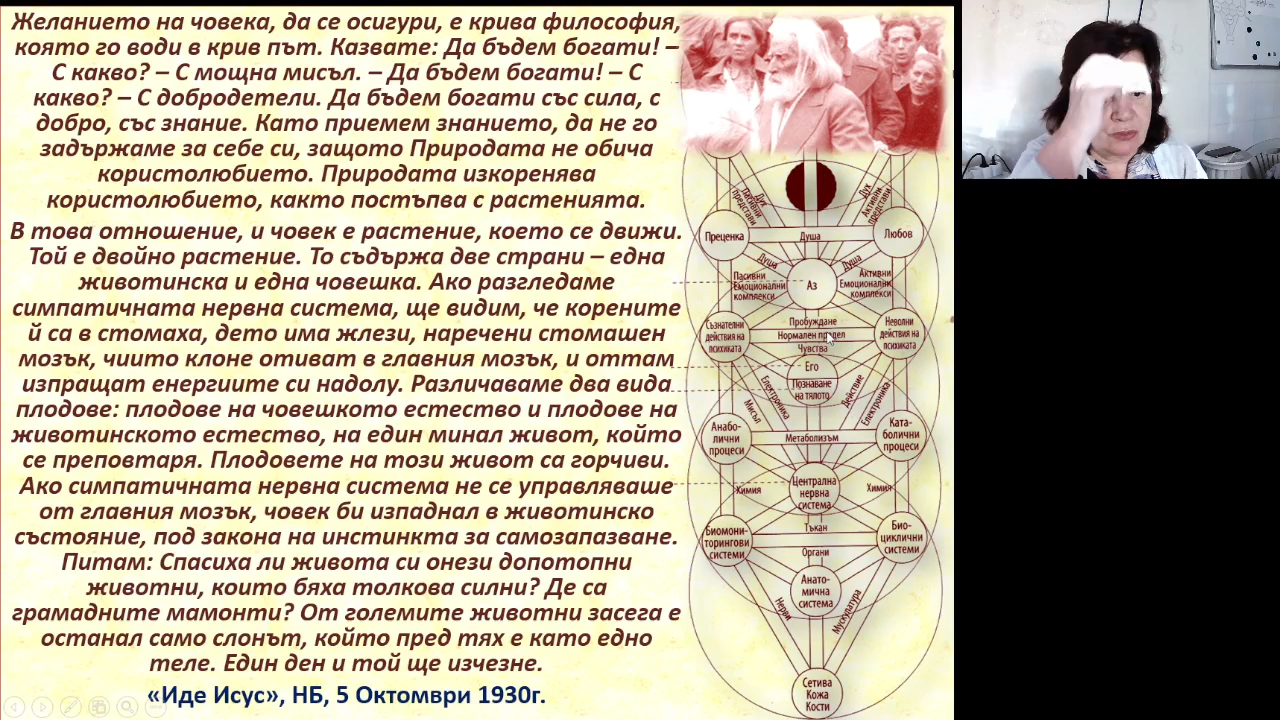 Желанието на човека, да се осигури, е крива философия,
която го води в крив път. Казвате: Да бъдем богати! –
С какво? – С мощна мисъл. – Да бъдем богати! – С
какво? – С добродетели. Да бъдем богати със сила, с
добро, със знание. Като приемем знанието, да не го
задържаме за себе си, защото Природата не обича
користолюбието. Природата изкоренява
користолюбието, както постъпва с растенията.
В това отношение, и човек е растение, което се движи.
Той е двойно растение. То съдържа две страни – една
животинска и една човешка. Ако разгледаме
симпатичната нервна система, ще видим, че корените
й са в стомаха, дето има жлези, наречени стомашен
мозък, чиито клоне отиват в главния мозък, и оттам
изпращат енергиите си надолу. Различаваме два вида
плодове: плодове на човешкото естество и плодове на
животинското естество, на един минал живот, който
се преповтаря. Плодовете на този живот са горчиви.
Ако симпатичната нервна система не се управляваше
от главния мозък, човек би изпаднал в животинско
състояние, под закона на инстинкта за самозапазване.
Питам: Спасиха ли живота си онези допотопни
животни, които бяха толкова силни? Де са
грамадните мамонти? От големите животни засега е
останал само слонът, който пред тях е като едно
теле. Един ден и той ще изчезне.
«Иде Исус», НБ, 5 Октомври 1930г.
Дух
Пасивни
представи
Дух
Активни
представи
Преценка
Душа
Любов
Душа
Душа
Пасивни
Емоционални
комплекси
Аз
Активни
Емоционални
комплекси
Съзнателни
действия на
психиката
Пробуждане
Нормален предел
Чувства
Неволни
действия на
психиката
Его
Познаване
на тялото
Електроника
Мисъл
Действие
Електроника
Анабо-
лични
процеси
Метаболизъм
Ката-
болични
процеси
Химия
Централна
нервна
система
Химия
Биомони-
торингови
системи
Тъкан
Органи
Био-
циклични
системи
Анато-
мична
система
Нерви
Мускулатура
Сетива
Кожа
Кости